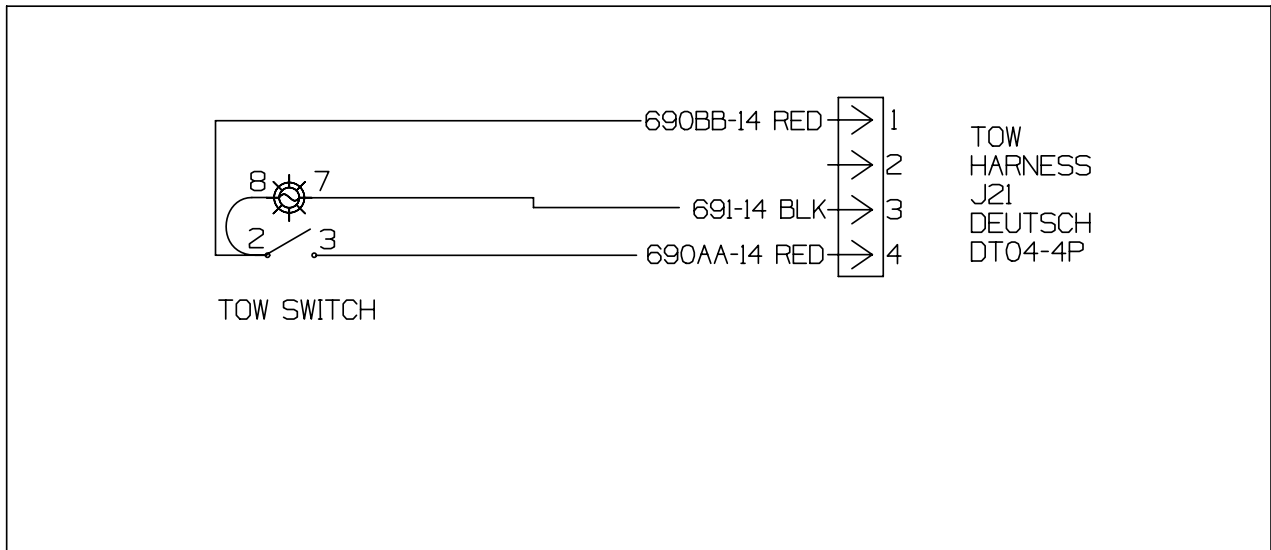 690BB-14 RED 1
2
691-14 BLK 3
690AA-14 RED 4
TOW
HARNESS
J21
DEUTSCH
DT04-4P
8 7
2 3
TOW SWITCH